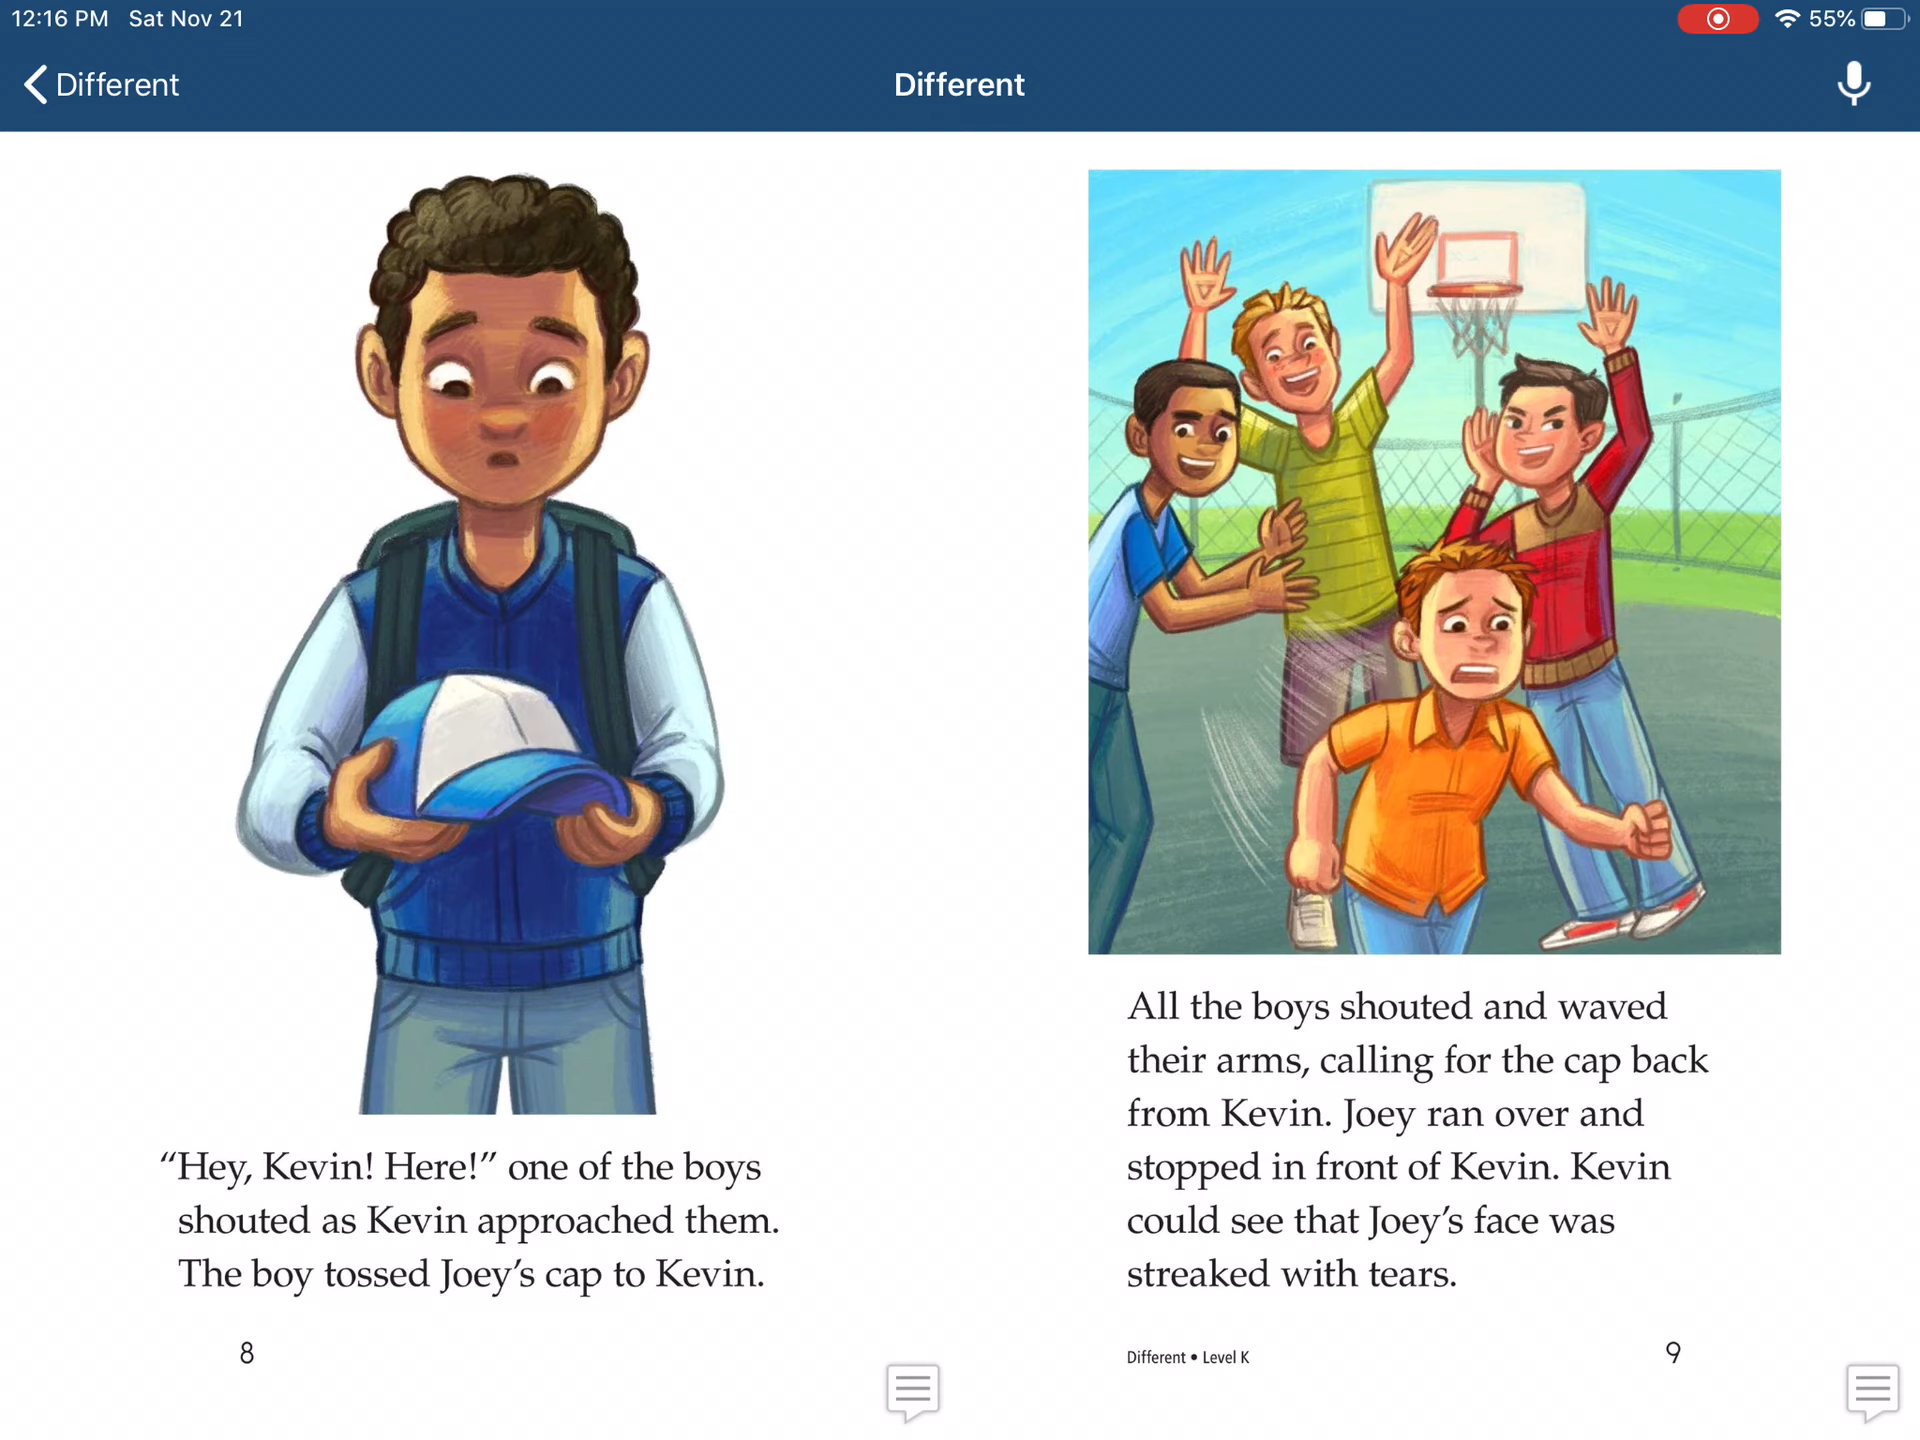 12:16 PM Sat Nov 21
55%
Different
Different
“Hey, Kevin! Here!” one of the boys
shouted as Kevin approached them.
The boy tossed Joey’s cap to Kevin.
8
All the boys shouted and waved
their arms, calling for the cap back
from Kevin. Joey ran over and
stopped in front of Kevin. Kevin
could see that Joey’s face was
streaked with tears.
Different • Level K
9